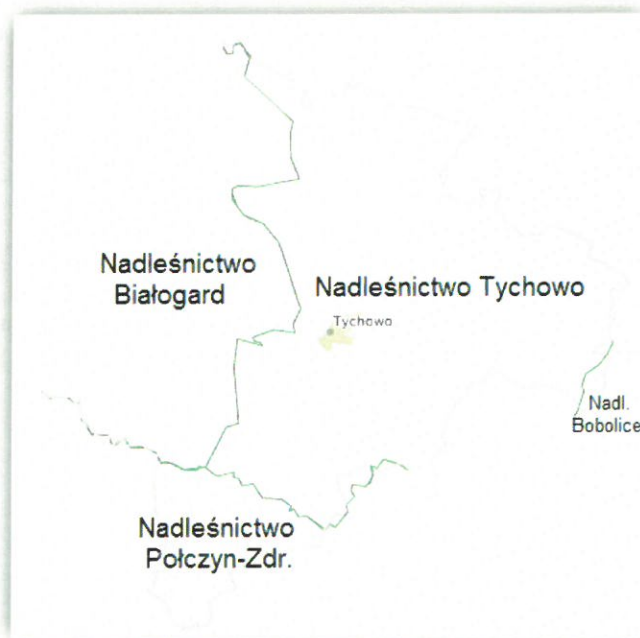 Nadleśnictwo
Białogard
Nadleśnictwo Tychowo
Tychowo
Nadl.
Bobolice
Nadleśnictwo
Połczyn-Zdr.